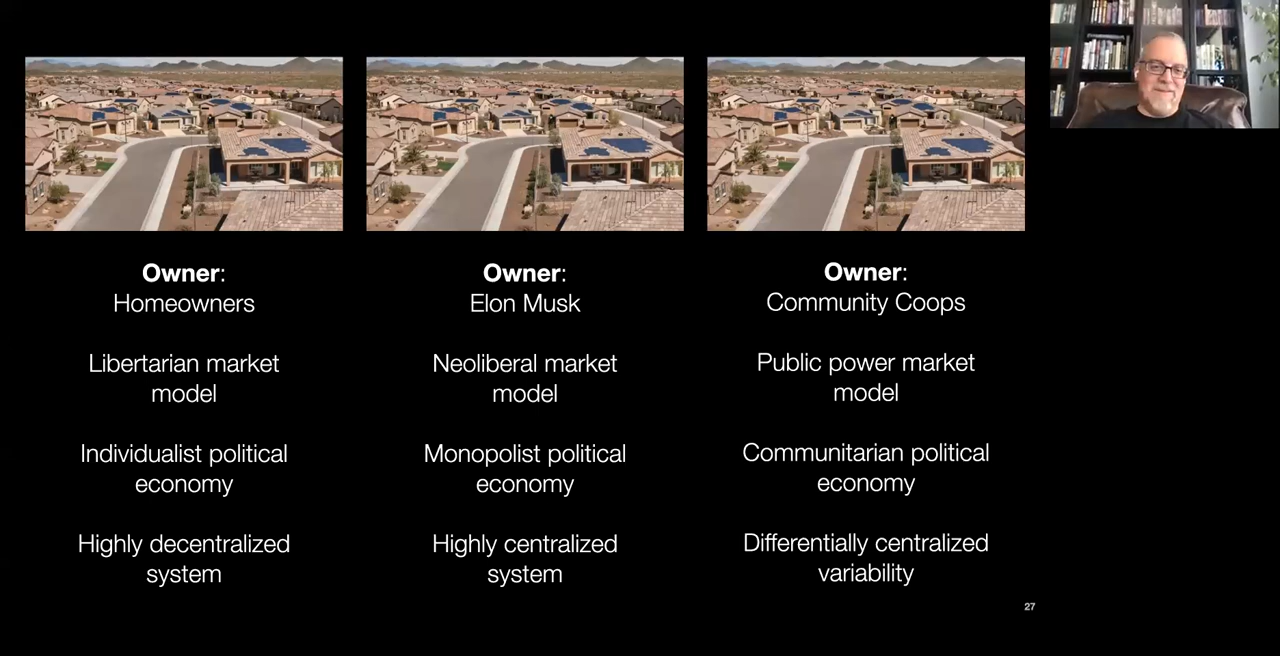 Owner:
Homeowners
Libertarian market
model
Individualist political
economy
Highly decentralized
system
Owner:
Elon Musk
Neoliberal market
model
Monopolist political
economy
Highly centralized
system
Owner:
Community Coops
Public power market
model
Communitarian political
economy
Differentially centralized
variability
27